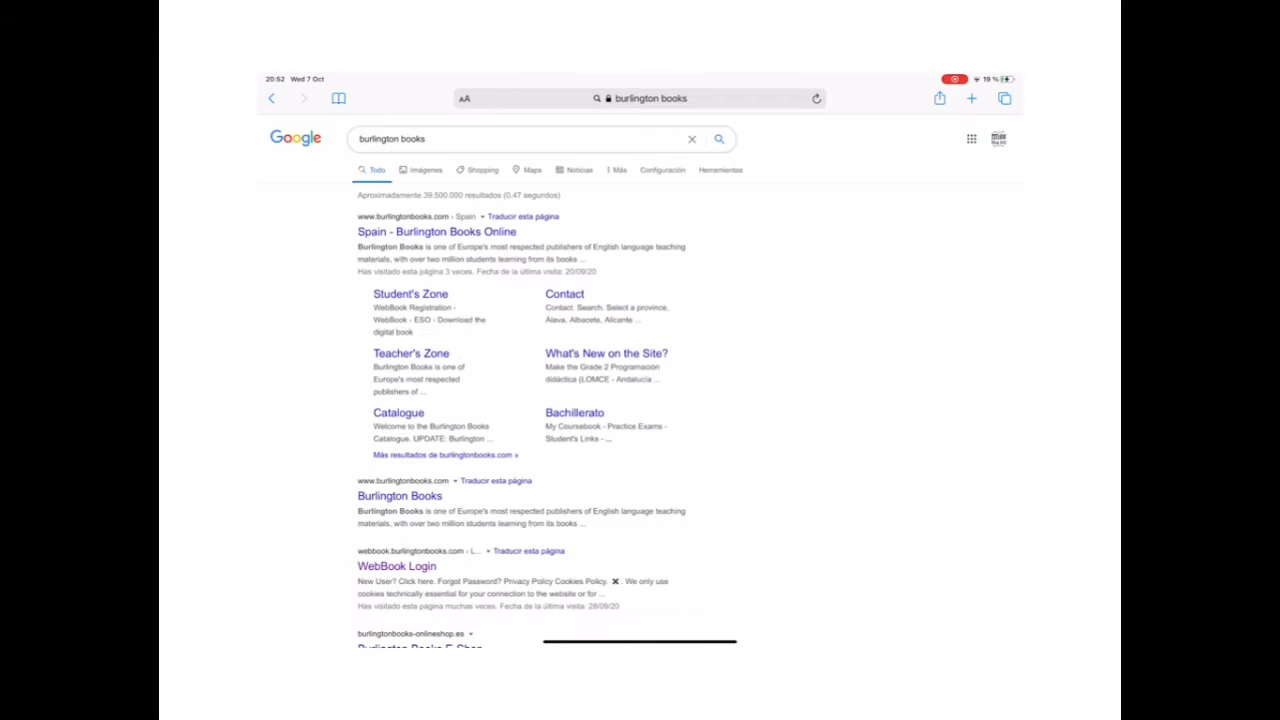 20:52 Wed 7 Oct
19 %
AA burlington books
Google
burlington books
Todo Imágenes Shopping Maps Noticias Más Configuración Herramientas
Aproximadamente 39.500.000 resultados (0.47 segundos)
www.burlingtonbooks.com › Spain Traducir esta página
Spain - Burlington Books Online
Burlington Books is one of Europe's most respected publishers of English language teaching
materials, with over two million students learning from its books ...
Has visitado esta página 3 veces. Fecha de la última visita: 20/09/20.
Student's Zone
WebBook Registration -
WebBook - ESO - Download the
digital book
Contact
Contact. Search. Select a province,
Álava, Albacete, Alicante ...
Teacher's Zone
Burlington Books is one of
Europe's most respected
publishers of ...
What's New on the Site?
Make the Grade 2 Programación
didáctica (LOMCE - Andalucía ...
Catalogue
Welcome to the Burlington Books
Catalogue. UPDATE: Burlington ...
Bachillerato
My Coursebook - Practice Exams -
Student's Links - ...
Más resultados de burlingtonbooks.com »
www.burlingtonbooks.com Traducir esta página
Burlington Books
Burlington Books is one of Europe's most respected publishers of English language teaching
materials, with over two million students learning from its books ...
webbook.burlingtonbooks.com › L... Traducir esta página
WebBook Login
New User? Click here. Forgot Password? Privacy Policy Cookies Policy. ✖. We only use
cookies technically essential for your connection to the website or for ...
Has visitado esta página muchas veces. Fecha de la última visita: 28/09/20
burlingtonbooks-onlineshop.es
Burlington Books E-Shop